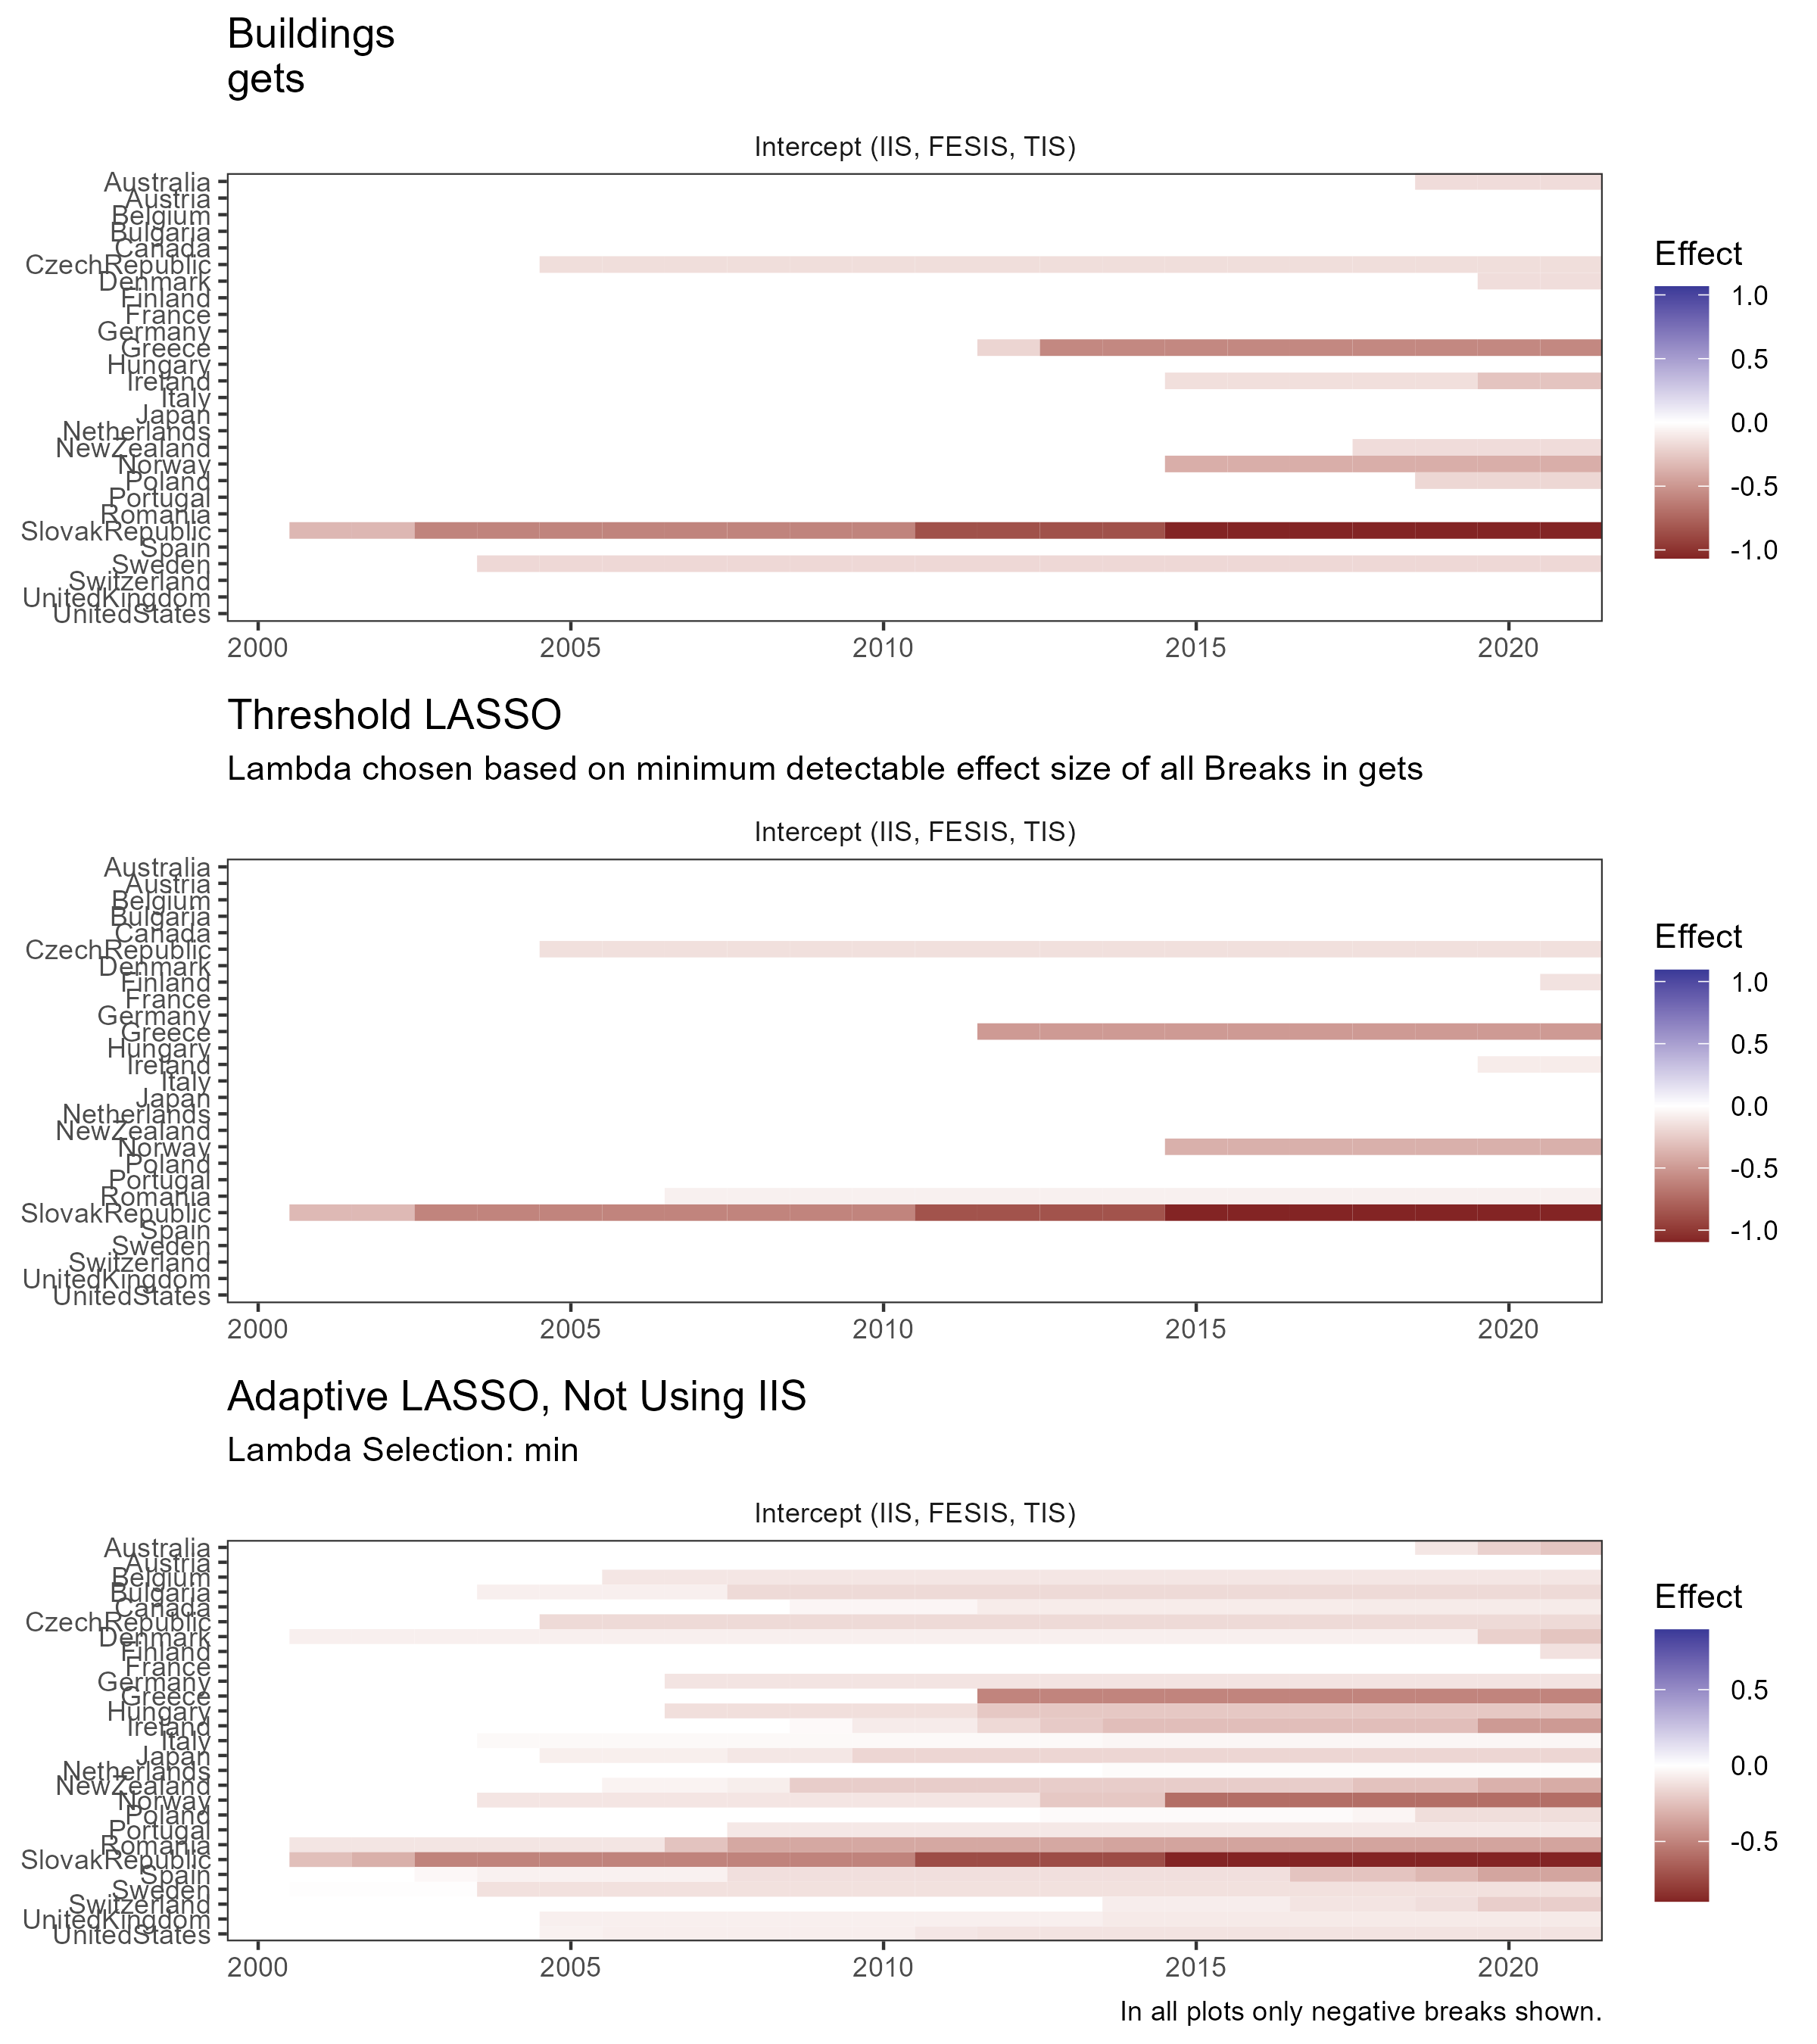 Buildings
gets
Intercept (IIS, FESIS, TIS)
Australia
Austria
Belgium
Bulgaria
Canada
CzechRepublic
Denmark
Finland
France
Germany
Greece
Hungary
Ireland
Italy
Japan
Netherlands
NewZealand
Norway
Poland
Portugal
Romania
SlovakRepublic
Spain
Sweden
Switzerland
UnitedKingdom
UnitedStates
2000 2005 2010 2015 2020
Effect
1.0
0.5
0.0
-0.5
-1.0
Threshold LASSO
Lambda chosen based on minimum detectable effect size of all Breaks in gets
Intercept (IIS, FESIS, TIS)
Australia
Austria
Belgium
Bulgaria
Canada
CzechRepublic
Denmark
Finland
France
Germany
Greece
Hungary
Ireland
Italy
Japan
Netherlands
NewZealand
Norway
Poland
Portugal
Romania
SlovakRepublic
Spain
Sweden
Switzerland
UnitedKingdom
UnitedStates
2000 2005 2010 2015 2020
Effect
1.0
0.5
0.0
-0.5
-1.0
Adaptive LASSO, Not Using IIS
Lambda Selection: min
Intercept (IIS, FESIS, TIS)
Australia
Austria
Belgium
Bulgaria
Canada
CzechRepublic
Denmark
Finland
France
Germany
Greece
Hungary
Ireland
Italy
Japan
Netherlands
NewZealand
Norway
Poland
Portugal
Romania
SlovakRepublic
Spain
Sweden
Switzerland
UnitedKingdom
UnitedStates
2000 2005 2010 2015 2020
Effect
0.5
0.0
-0.5
In all plots only negative breaks shown.